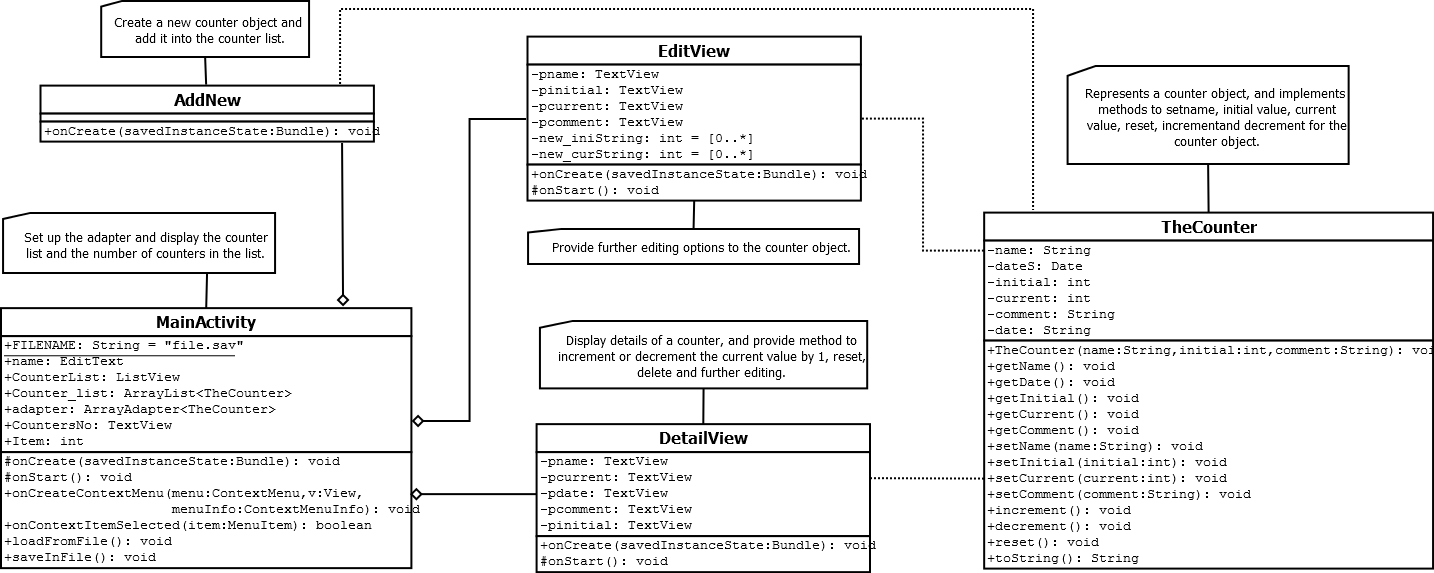 Create a new counter object and
add it into the counter list.
AddNew
+onCreate(savedInstanceState:Bundle): void
Set up the adapter and display the counter
list and the number of counters in the list.
MainActivity
+FILENAME: String = "file.sav"
+name: EditText
+CounterList: ListView
+Counter_list: ArrayList<TheCounter>
+adapter: ArrayAdapter<TheCounter>
+CountersNo: TextView
+Item: int
#onCreate(savedInstanceState:Bundle): void
#onStart(): void
+onCreateContextMenu(menu:ContextMenu,v:View,
menuInfo:ContextMenuInfo): void
+onContextItemSelected(item:MenuItem): boolean
+loadFromFile(): void
+saveInFile(): void
EditView
-pname: TextView
-pinitial: TextView
-pcurrent: TextView
-pcomment: TextView
-new_iniString: int = [0..*]
-new_curString: int = [0..*]
+onCreate(savedInstanceState:Bundle): void
#onStart(): void
Provide further editing options to the counter object.
Display details of a counter, and provide method to
increment or decrement the current value by 1, reset,
delete and further editing.
DetailView
-pname: TextView
-pcurrent: TextView
-pdate: TextView
-pcomment: TextView
-pinitial: TextView
+onCreate(savedInstanceState:Bundle): void
#onStart(): void
Represents a counter object, and implements
methods to setname, initial value, current
value, reset, incrementand decrement for the
counter object.
TheCounter
-name: String
-dateS: Date
-initial: int
-current: int
-comment: String
-date: String
+TheCounter(name:String,initial:int,comment:String): voi
+getName(): void
+getDate(): void
+getInitial(): void
+getCurrent(): void
+getComment(): void
+setName(name:String): void
+setInitial(initial:int): void
+setCurrent(current:int): void
+setComment(comment:String): void
+increment(): void
+decrement(): void
+reset(): void
+toString(): String